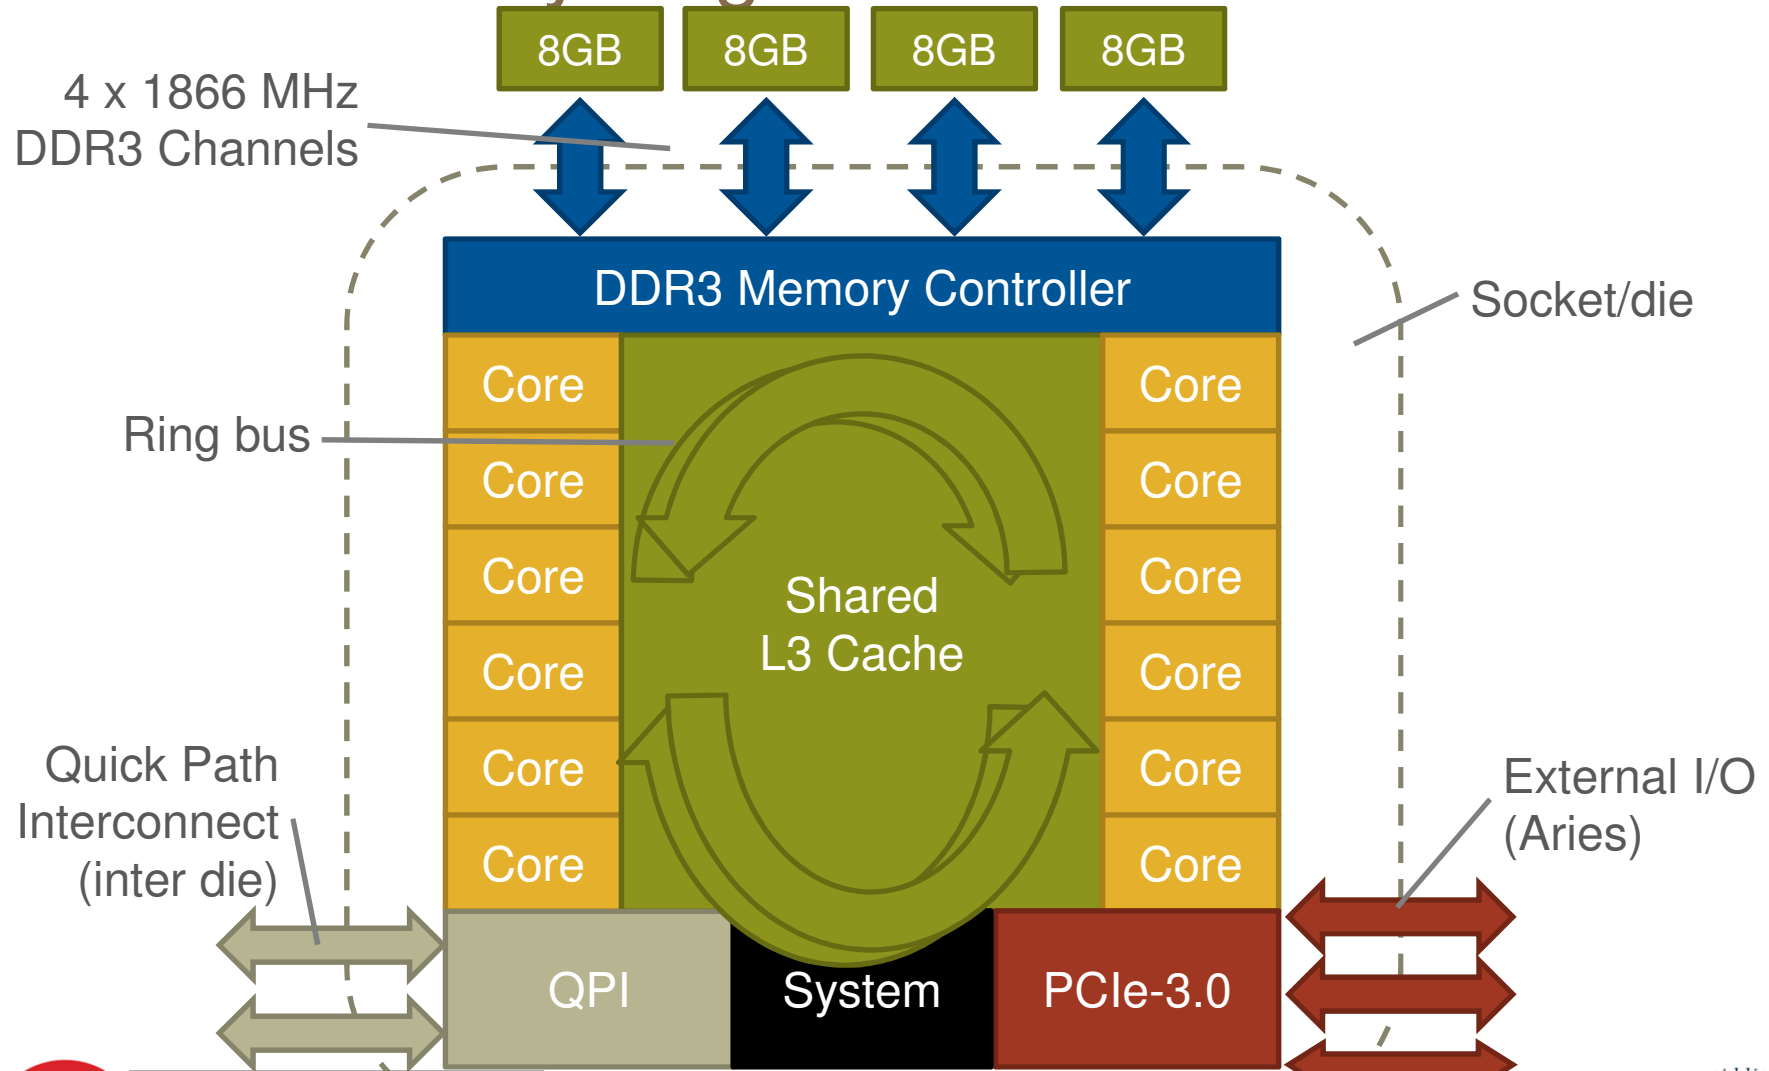 8GB 8GB 8GB 8GB
4 x 1866 MHz
DDR3 Channels
DDR3 Memory Controller
Socket/die
Core Core
Ring bus
Core Core
Core Core
Shared
L3 Cache
Core Core
Core Core
Quick Path
Interconnect
(inter die)
External I/O
(Aries)
Core Core
QPI System PCIe-3.0